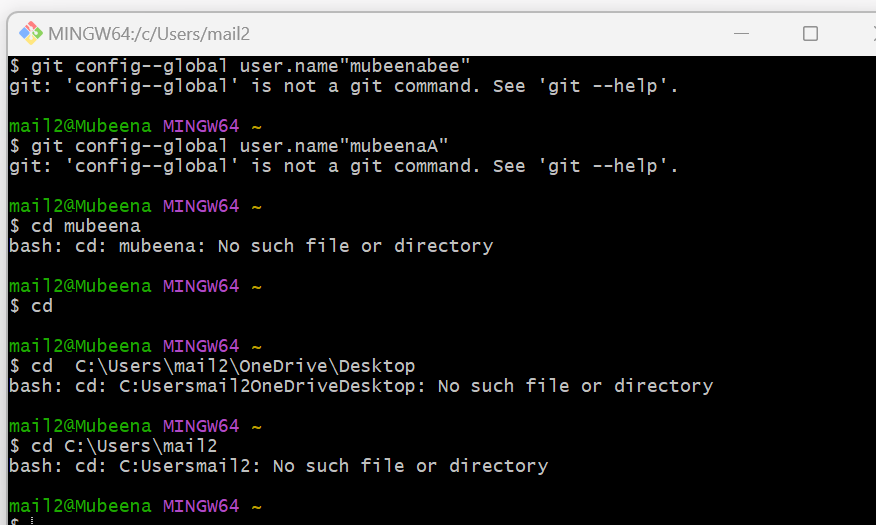 MINGW64:/c/Users/mail2
$ git config--global user.name"mubeenabee"
git: 'config--global' is not a git command. See 'git --help'.
mail2@Mubeena MINGW64 ~
$ git config--global user.name"mubeenaA"
git: 'config--global' is not a git command. See 'git --help'.
mail2@Mubeena MINGW64 ~
$ cd mubeena
bash: cd: mubeena: No such file or directory
mail2@Mubeena MINGW64 ~
$ cd
mail2@Mubeena MINGW64 ~
$ cd  C:\Users\mail2\OneDrive\Desktop
bash: cd: C:Usersmail2OneDriveDesktop: No such file or directory
mail2@Mubeena MINGW64 ~
$ cd C:\Users\mail2
bash: cd: C:Usersmail2: No such file or directory
mail2@Mubeena MINGW64 ~
$